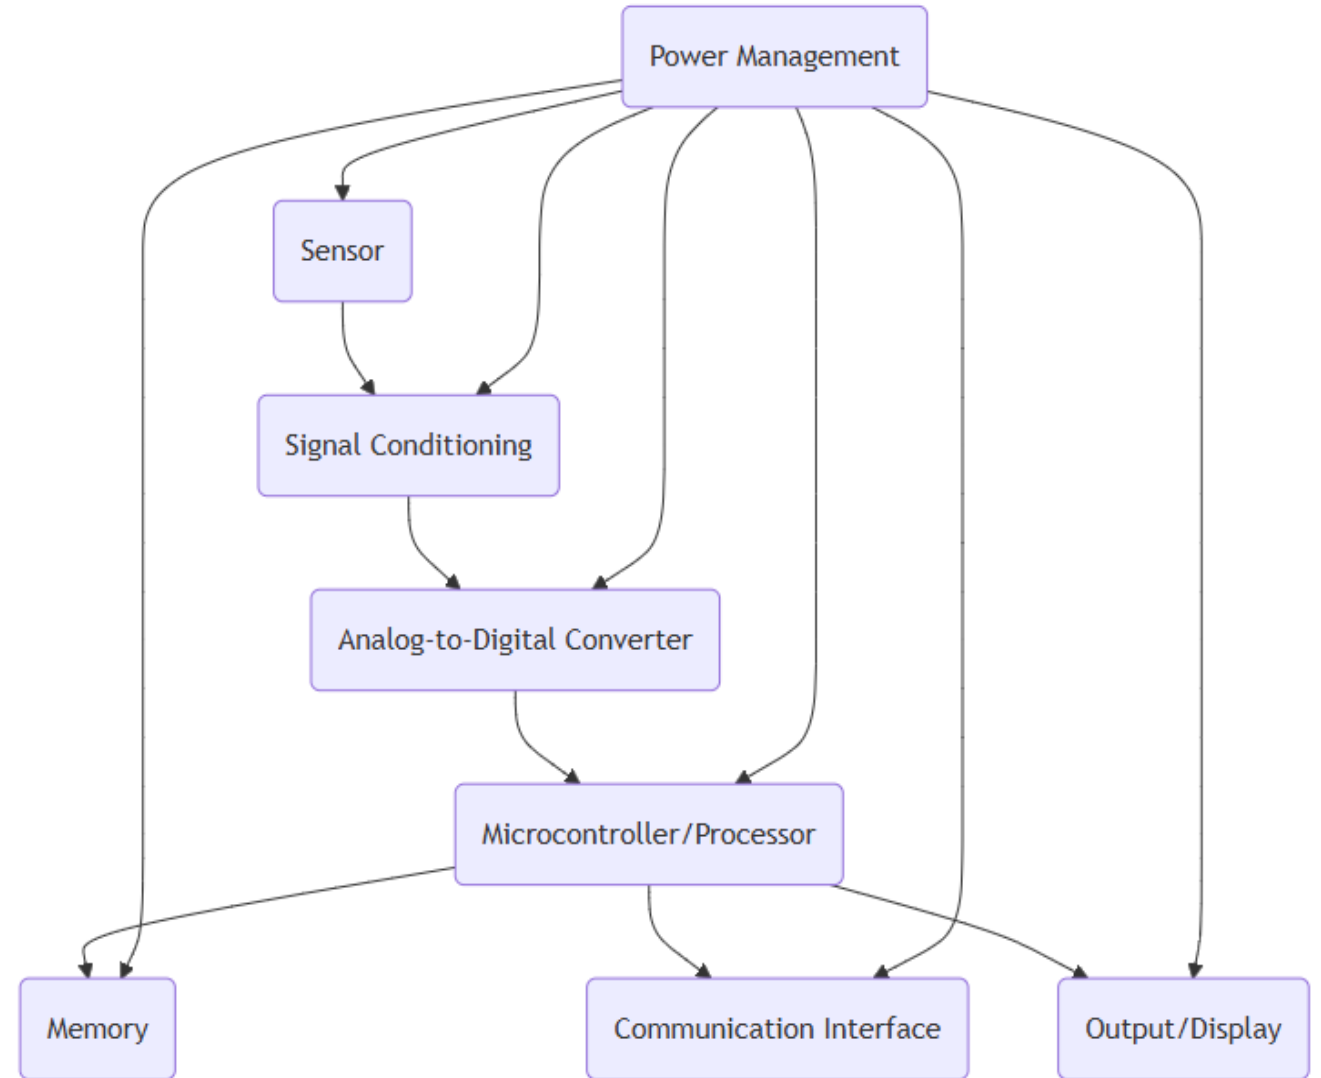 Power Management
Sensor
Signal Conditioning
Analog-to-Digital Converter
Microcontroller/Processor
Memory
Communication Interface
Output/Display